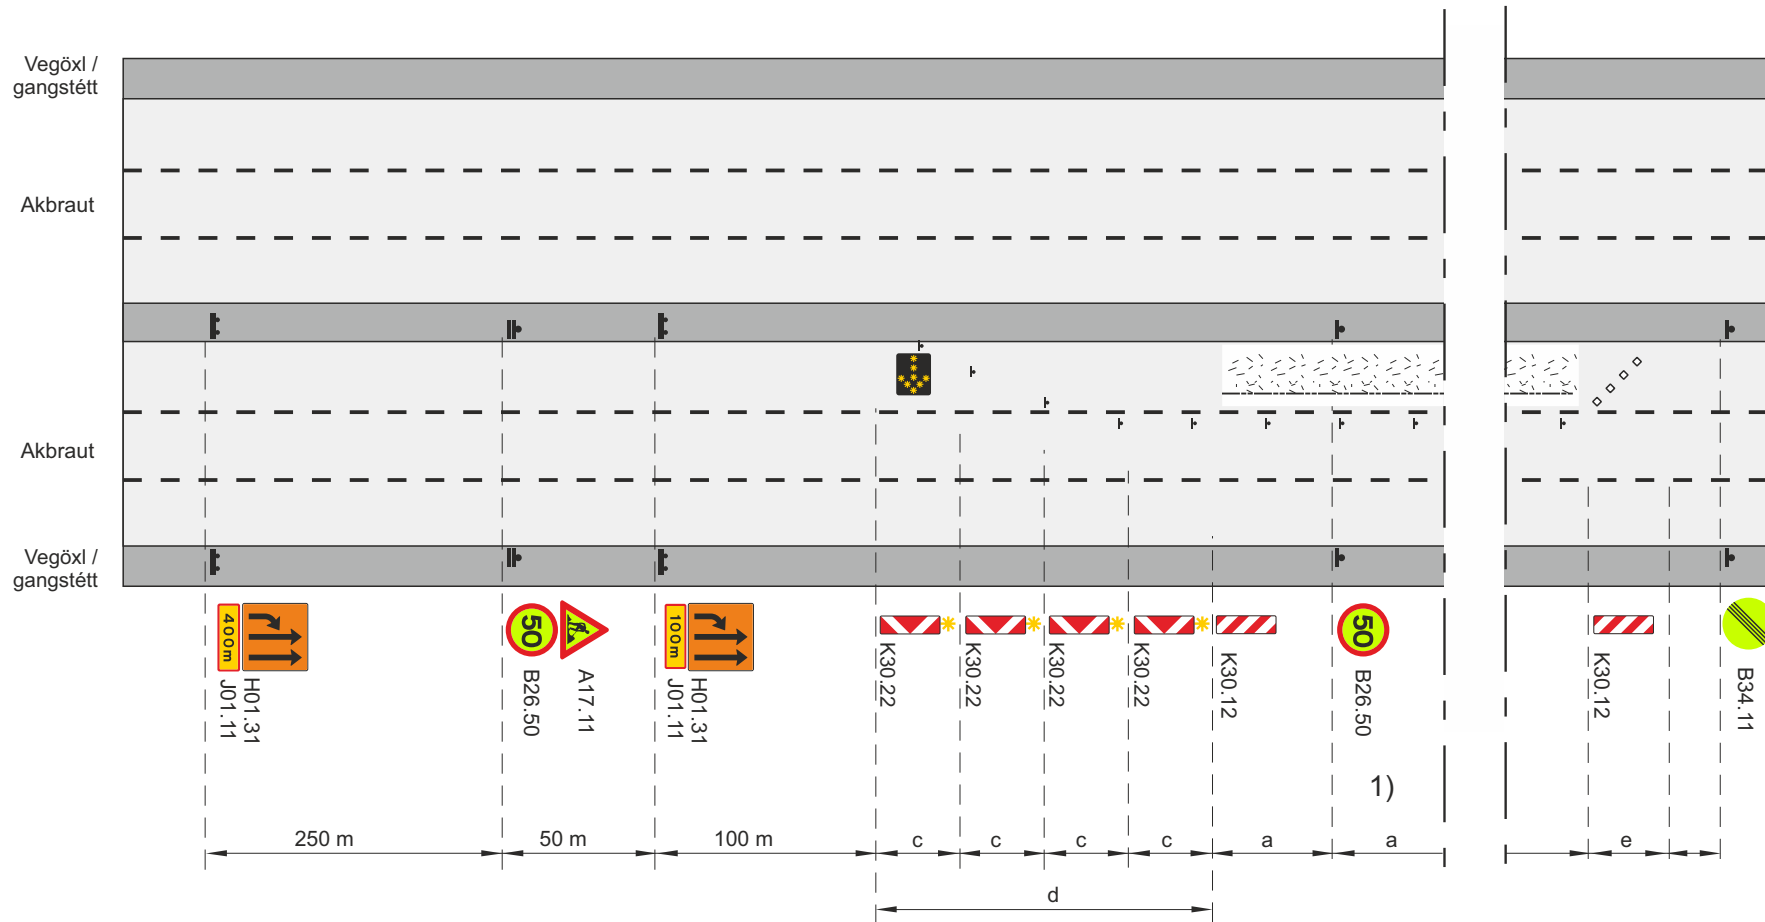 Vegöxl /
gangstétt
Akbraut
Akbraut
Vegöxl /
gangstétt
400m
J01.11
H01.31
50
B26.50
A17.11
100m
J01.11
H01.31
K30.22
K30.22
K30.22
K30.22
K30.12
50
B26.50
K30.12
B34.11
1)
250 m
50 m
100 m
c
c
c
c
a
a
e
d